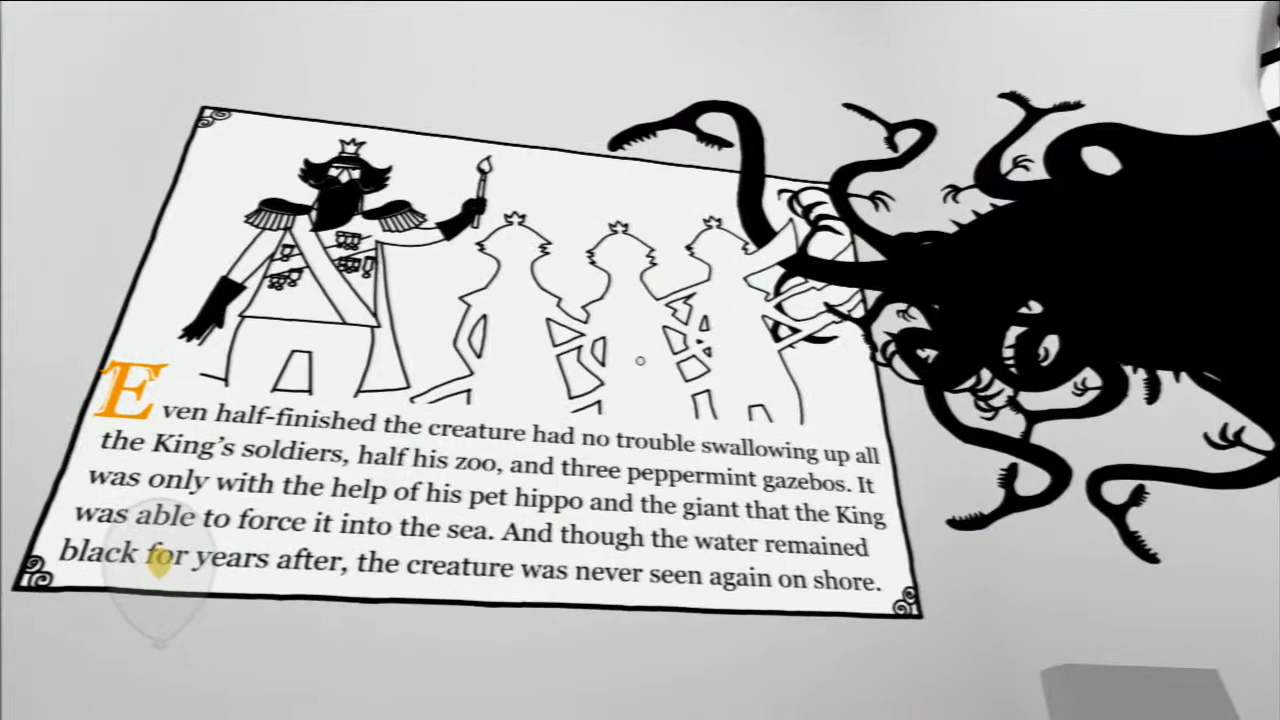 Even half-finished the creature had no trouble swallowing up all
the King's soldiers, half his zoo, and three peppermint gazebos. It
was only with the help of his pet hippo and the giant that the King
was able to force it into the sea. And though the water remained
black for years after, the creature was never seen again on shore.